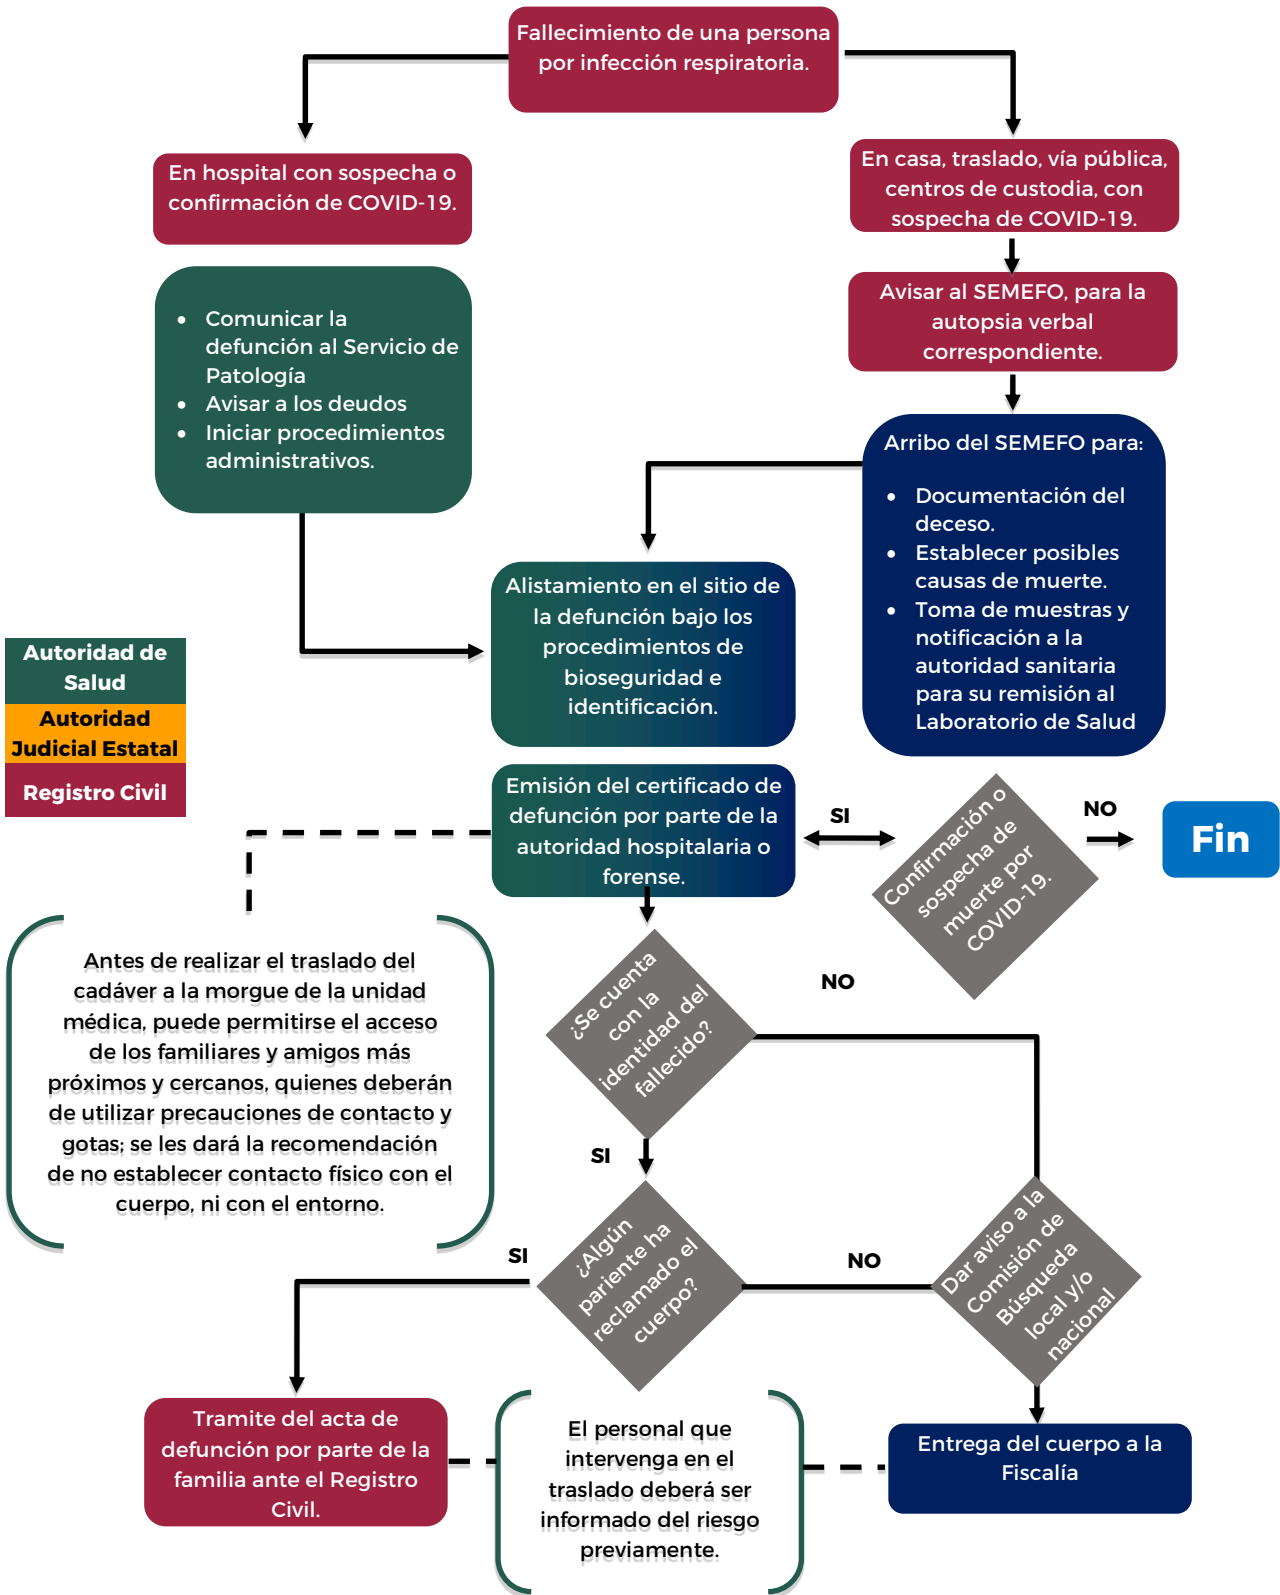 Fallecimiento de una persona
por infección respiratoria.
En hospital con sospecha o
confirmación de COVID-19.
En casa, traslado, vía pública,
centros de custodia, con
sospecha de COVID-19.
Avisar al SEMEFO, para la
autopsia verbal
correspondiente.
• Comunicar la
defunción al Servicio de
Patología
• Avisar a los deudos
• Iniciar procedimientos
administrativos.
Arribo del SEMEFO para:
• Documentación del
deceso.
• Establecer posibles
causas de muerte.
• Toma de muestras y
notificación a la
autoridad sanitaria
para su remisión al
Laboratorio de Salud
Alistamiento en el sitio de
la defunción bajo los
procedimientos de
bioseguridad e
identificación.
Autoridad de
Salud
Autoridad
Judicial Estatal
Registro Civil
Emisión del certificado de
defunción por parte de la
autoridad hospitalaria o
forense.
SI
Confirmación o
sospecha de
muerte por
COVID-19.
NO
Fin
Antes de realizar el traslado del
cadáver a la morgue de la unidad
médica, puede permitirse el acceso
de los familiares y amigos más
próximos y cercanos, quienes deberán
de utilizar precauciones de contacto y
gotas; se les dará la recomendación
de no establecer contacto físico con el
cuerpo, ni con el entorno.
¿Se cuenta
con la
identidad del
fallecido?
NO
SI
¿Algún
pariente ha
reclamado el
cuerpo?
SI
NO
Dar aviso a la
Comisión de
Búsqueda
local y/o
nacional
Tramite del acta de
defunción por parte de la
familia ante el Registro
Civil.
El personal que
intervenga en el
traslado deberá ser
informado del riesgo
previamente.
Entrega del cuerpo a la
Fiscalía